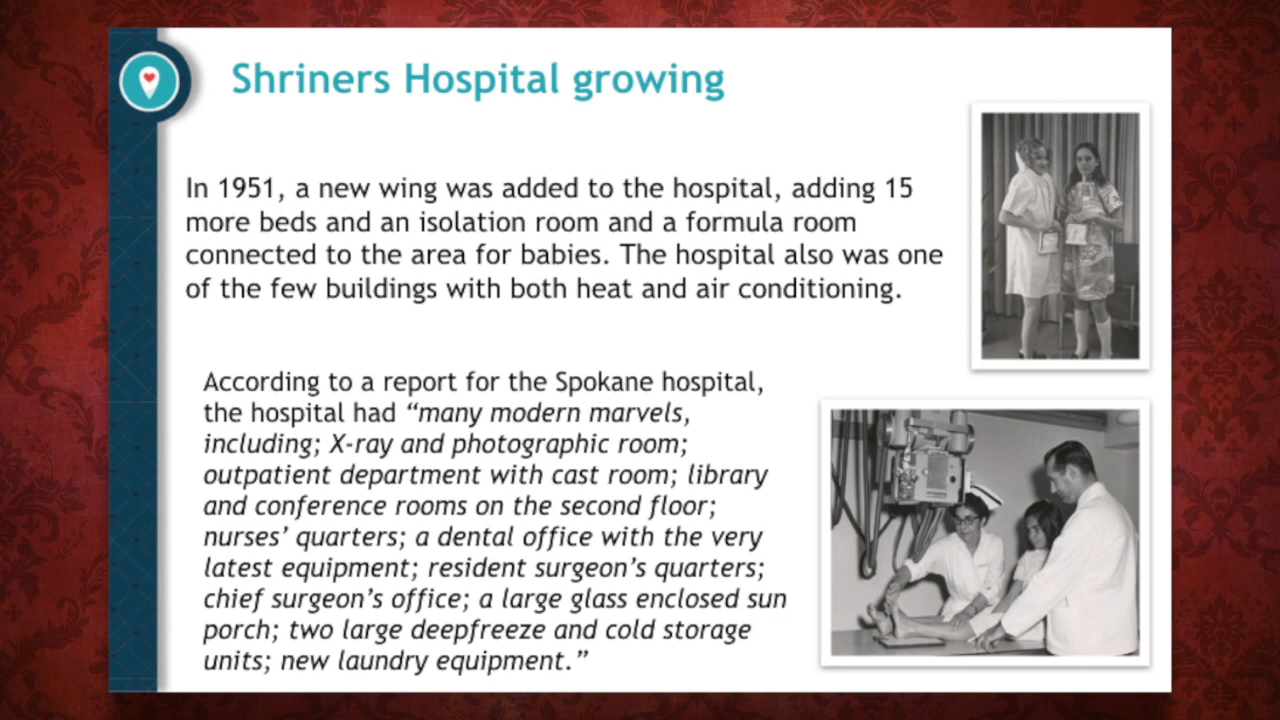 Shriners Hospital growing
In 1951, a new wing was added to the hospital, adding 15
more beds and an isolation room and a formula room
connected to the area for babies. The hospital also was one
of the few buildings with both heat and air conditioning.
According to a report for the Spokane hospital,
the hospital had “many modern marvels,
including; X-ray and photographic room;
outpatient department with cast room; library
and conference rooms on the second floor;
nurses’ quarters; a dental office with the very
latest equipment; resident surgeon’s quarters;
chief surgeon’s office; a large glass enclosed sun
porch; two large deepfreeze and cold storage
units; new laundry equipment.”